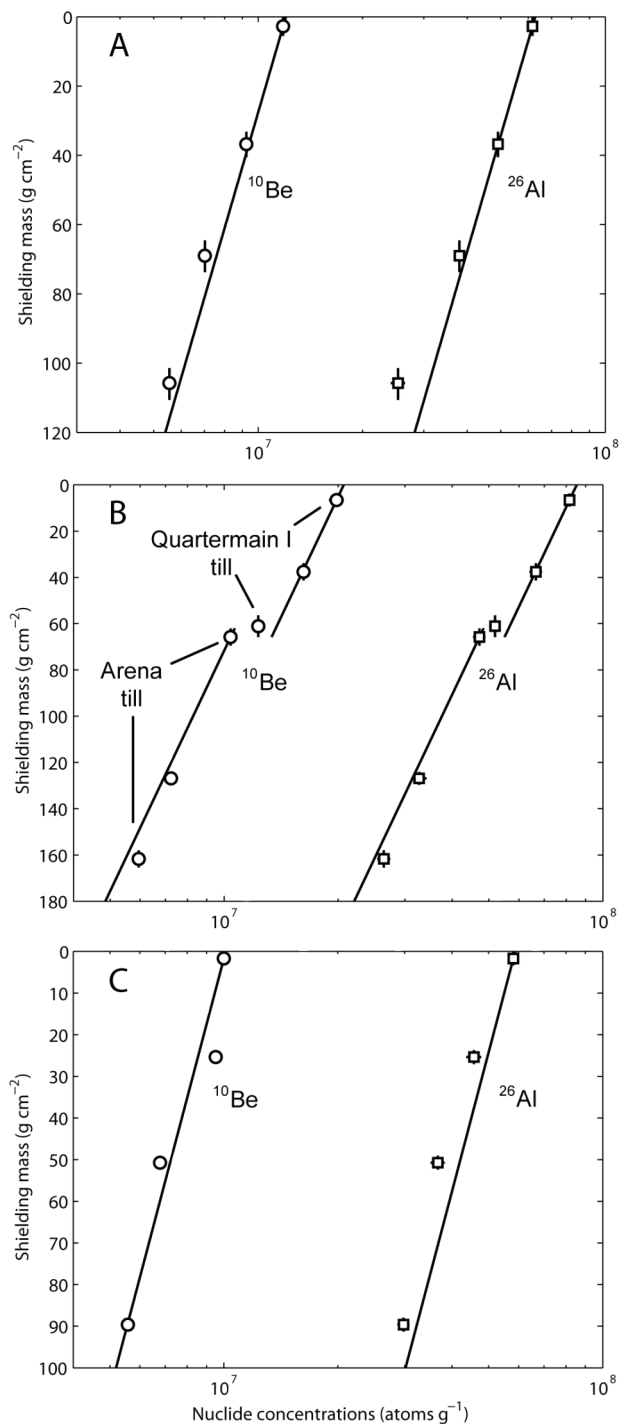 A
0
20
40
60
80
100
120
Shielding mass (g cm⁻²)
¹⁰Be
²⁶Al
10⁷
10⁸
B
0
20
40
60
80
100
120
140
160
180
Shielding mass (g cm⁻²)
Quartermain I
till
Arena
till
¹⁰Be
²⁶Al
10⁷
10⁸
C
0
10
20
30
40
50
60
70
80
90
100
Shielding mass (g cm⁻²)
¹⁰Be
²⁶Al
10⁷
10⁸
Nuclide concentrations (atoms g⁻¹)